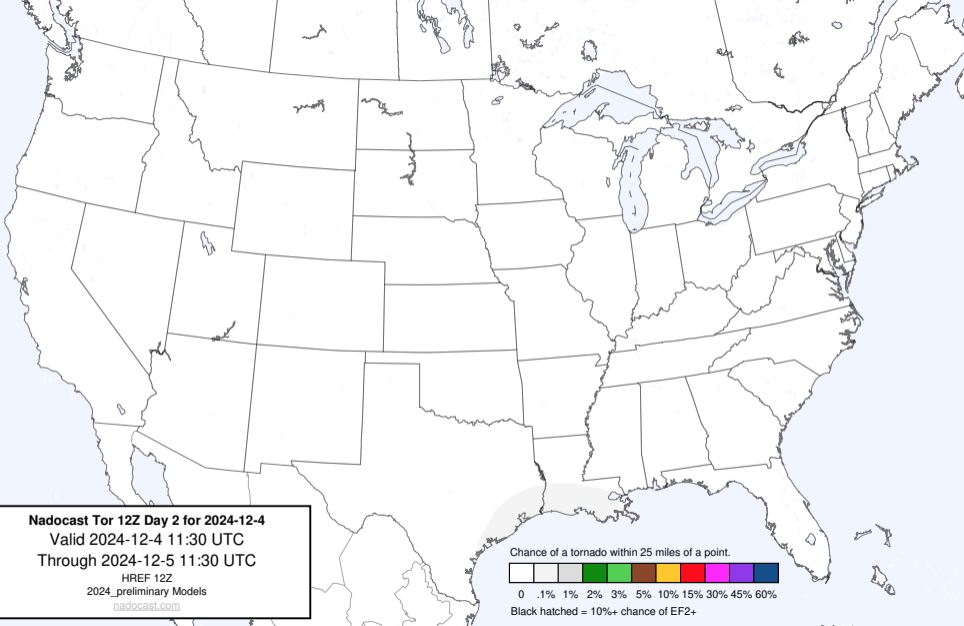 Nadocast Tor 12Z Day 2 for 2024-12-4
Valid 2024-12-4 11:30 UTC
Through 2024-12-5 11:30 UTC
HREF 12Z
2024_preliminary Models
nadocast.com
Chance of a tornado within 25 miles of a point.
0 .1% 1% 2% 3% 5% 10% 15% 30% 45% 60%
Black hatched = 10%+ chance of EF2+